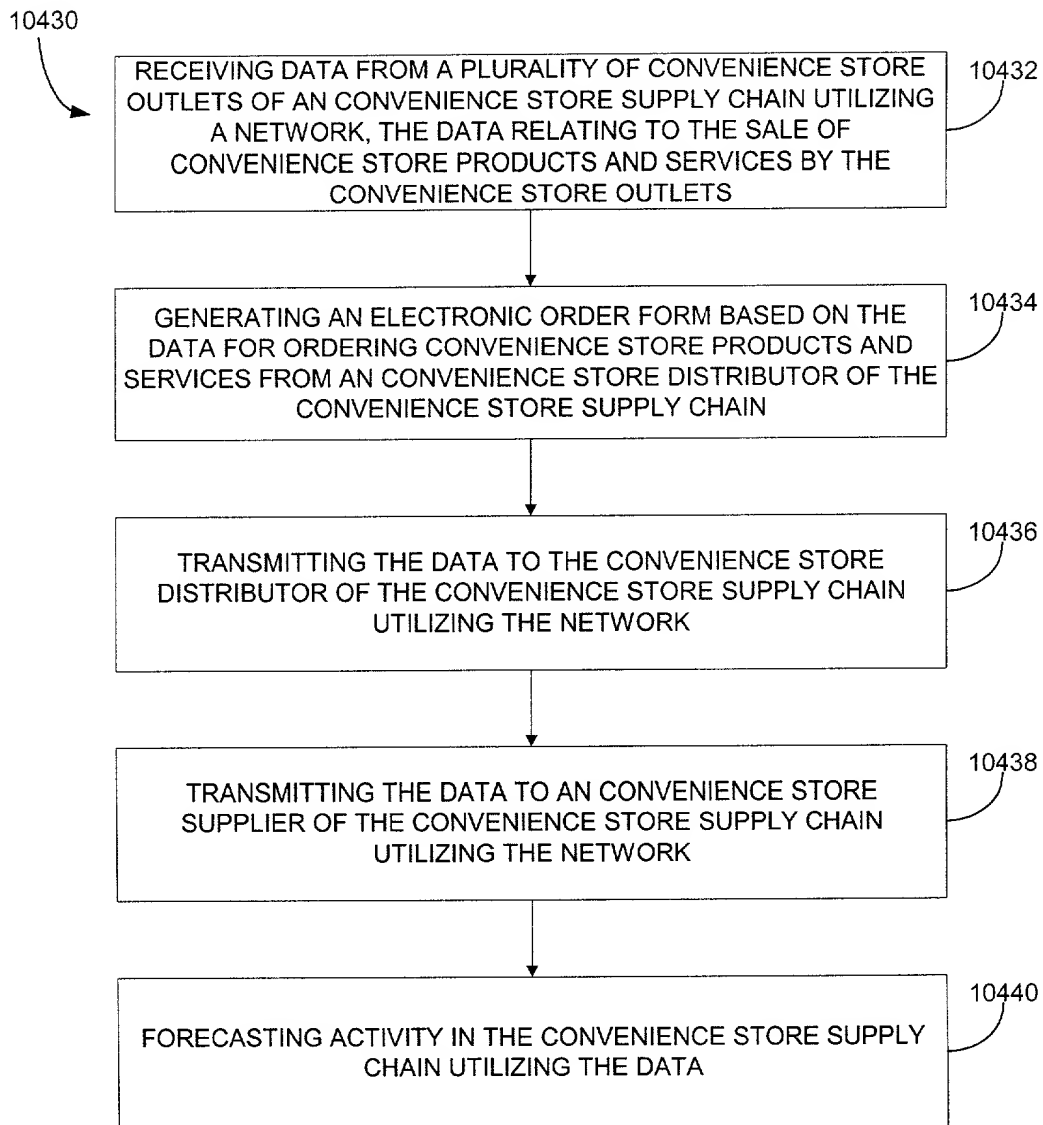 10430
RECEIVING DATA FROM A PLURALITY OF CONVENIENCE STORE
OUTLETS OF AN CONVENIENCE STORE SUPPLY CHAIN UTILIZING
A NETWORK, THE DATA RELATING TO THE SALE OF
CONVENIENCE STORE PRODUCTS AND SERVICES BY THE
CONVENIENCE STORE OUTLETS
10432
GENERATING AN ELECTRONIC ORDER FORM BASED ON THE
DATA FOR ORDERING CONVENIENCE STORE PRODUCTS AND
SERVICES FROM AN CONVENIENCE STORE DISTRIBUTOR OF THE
CONVENIENCE STORE SUPPLY CHAIN
10434
TRANSMITTING THE DATA TO THE CONVENIENCE STORE
DISTRIBUTOR OF THE CONVENIENCE STORE SUPPLY CHAIN
UTILIZING THE NETWORK
10436
TRANSMITTING THE DATA TO AN CONVENIENCE STORE
SUPPLIER OF THE CONVENIENCE STORE SUPPLY CHAIN
UTILIZING THE NETWORK
10438
FORECASTING ACTIVITY IN THE CONVENIENCE STORE SUPPLY
CHAIN UTILIZING THE DATA
10440